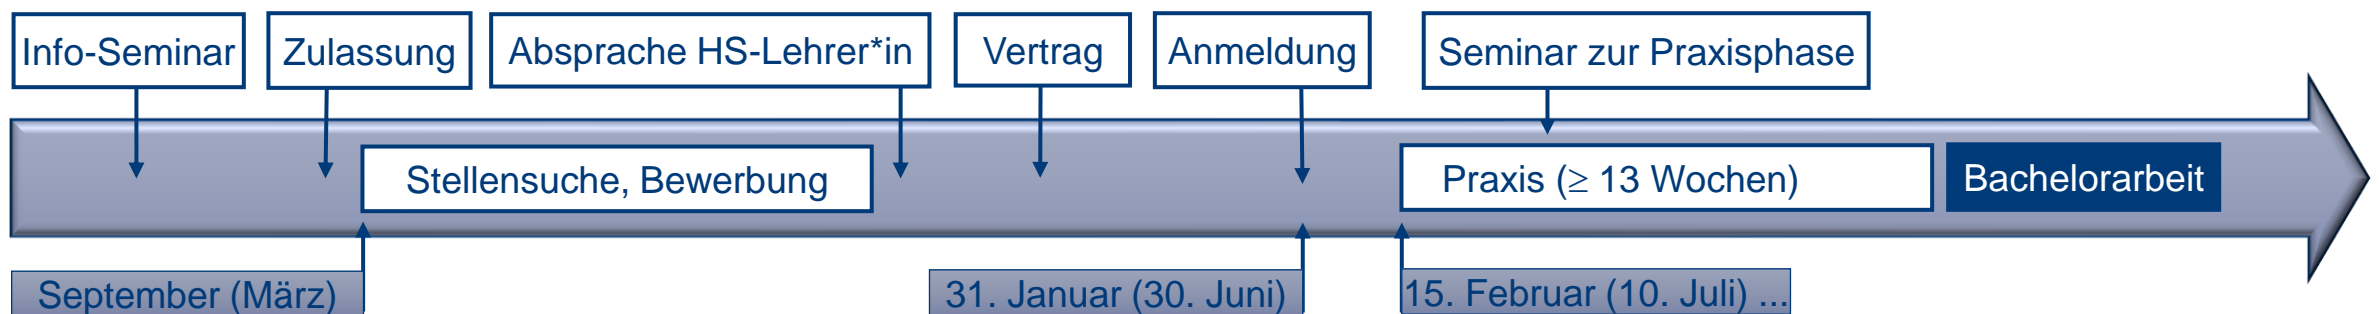 Info-Seminar
Zulassung
Absprache HS-Lehrer*in
Vertrag
Anmeldung
Seminar zur Praxisphase
Stellensuche, Bewerbung
Praxis (≥ 13 Wochen)
Bachelorarbeit
September (März)
31. Januar (30. Juni)
15. Februar (10. Juli) ...